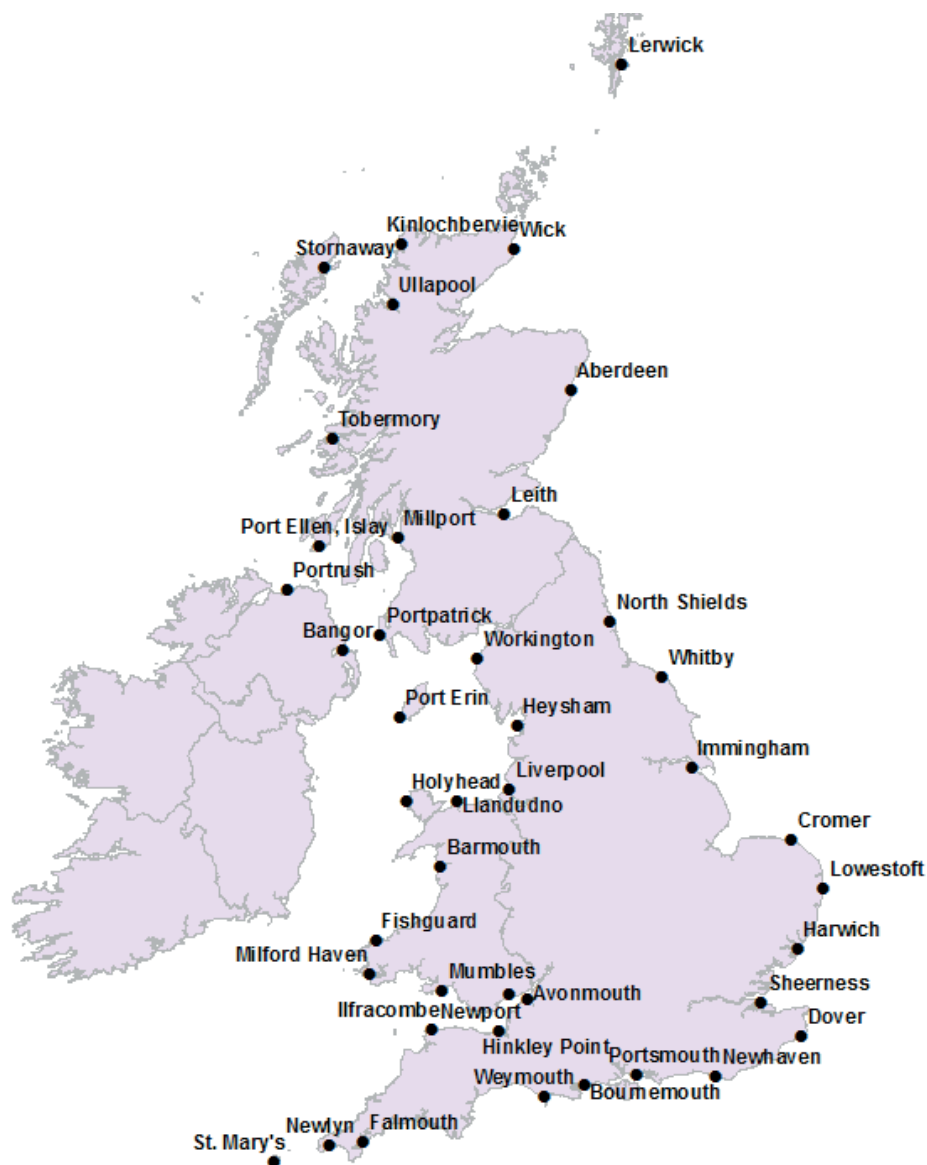 Lerwick
Kinlochbervie
Wick
Stornaway
Ullapool
Aberdeen
Tobermory
Leith
Port Ellen, Islay
Millport
Portrush
North Shields
Portpatrick
Bangor
Workington
Whitby
Port Erin
Heysham
Immingham
Liverpool
Holyhead
Llandudno
Cromer
Barmouth
Lowestoft
Fishguard
Harwich
Milford Haven
Mumbles
Sheerness
Avonmouth
Ilfracombe
Newport
Dover
Hinkley Point
Portsmouth
Newhaven
Weymouth
Bournemouth
Newlyn
Falmouth
St. Mary's